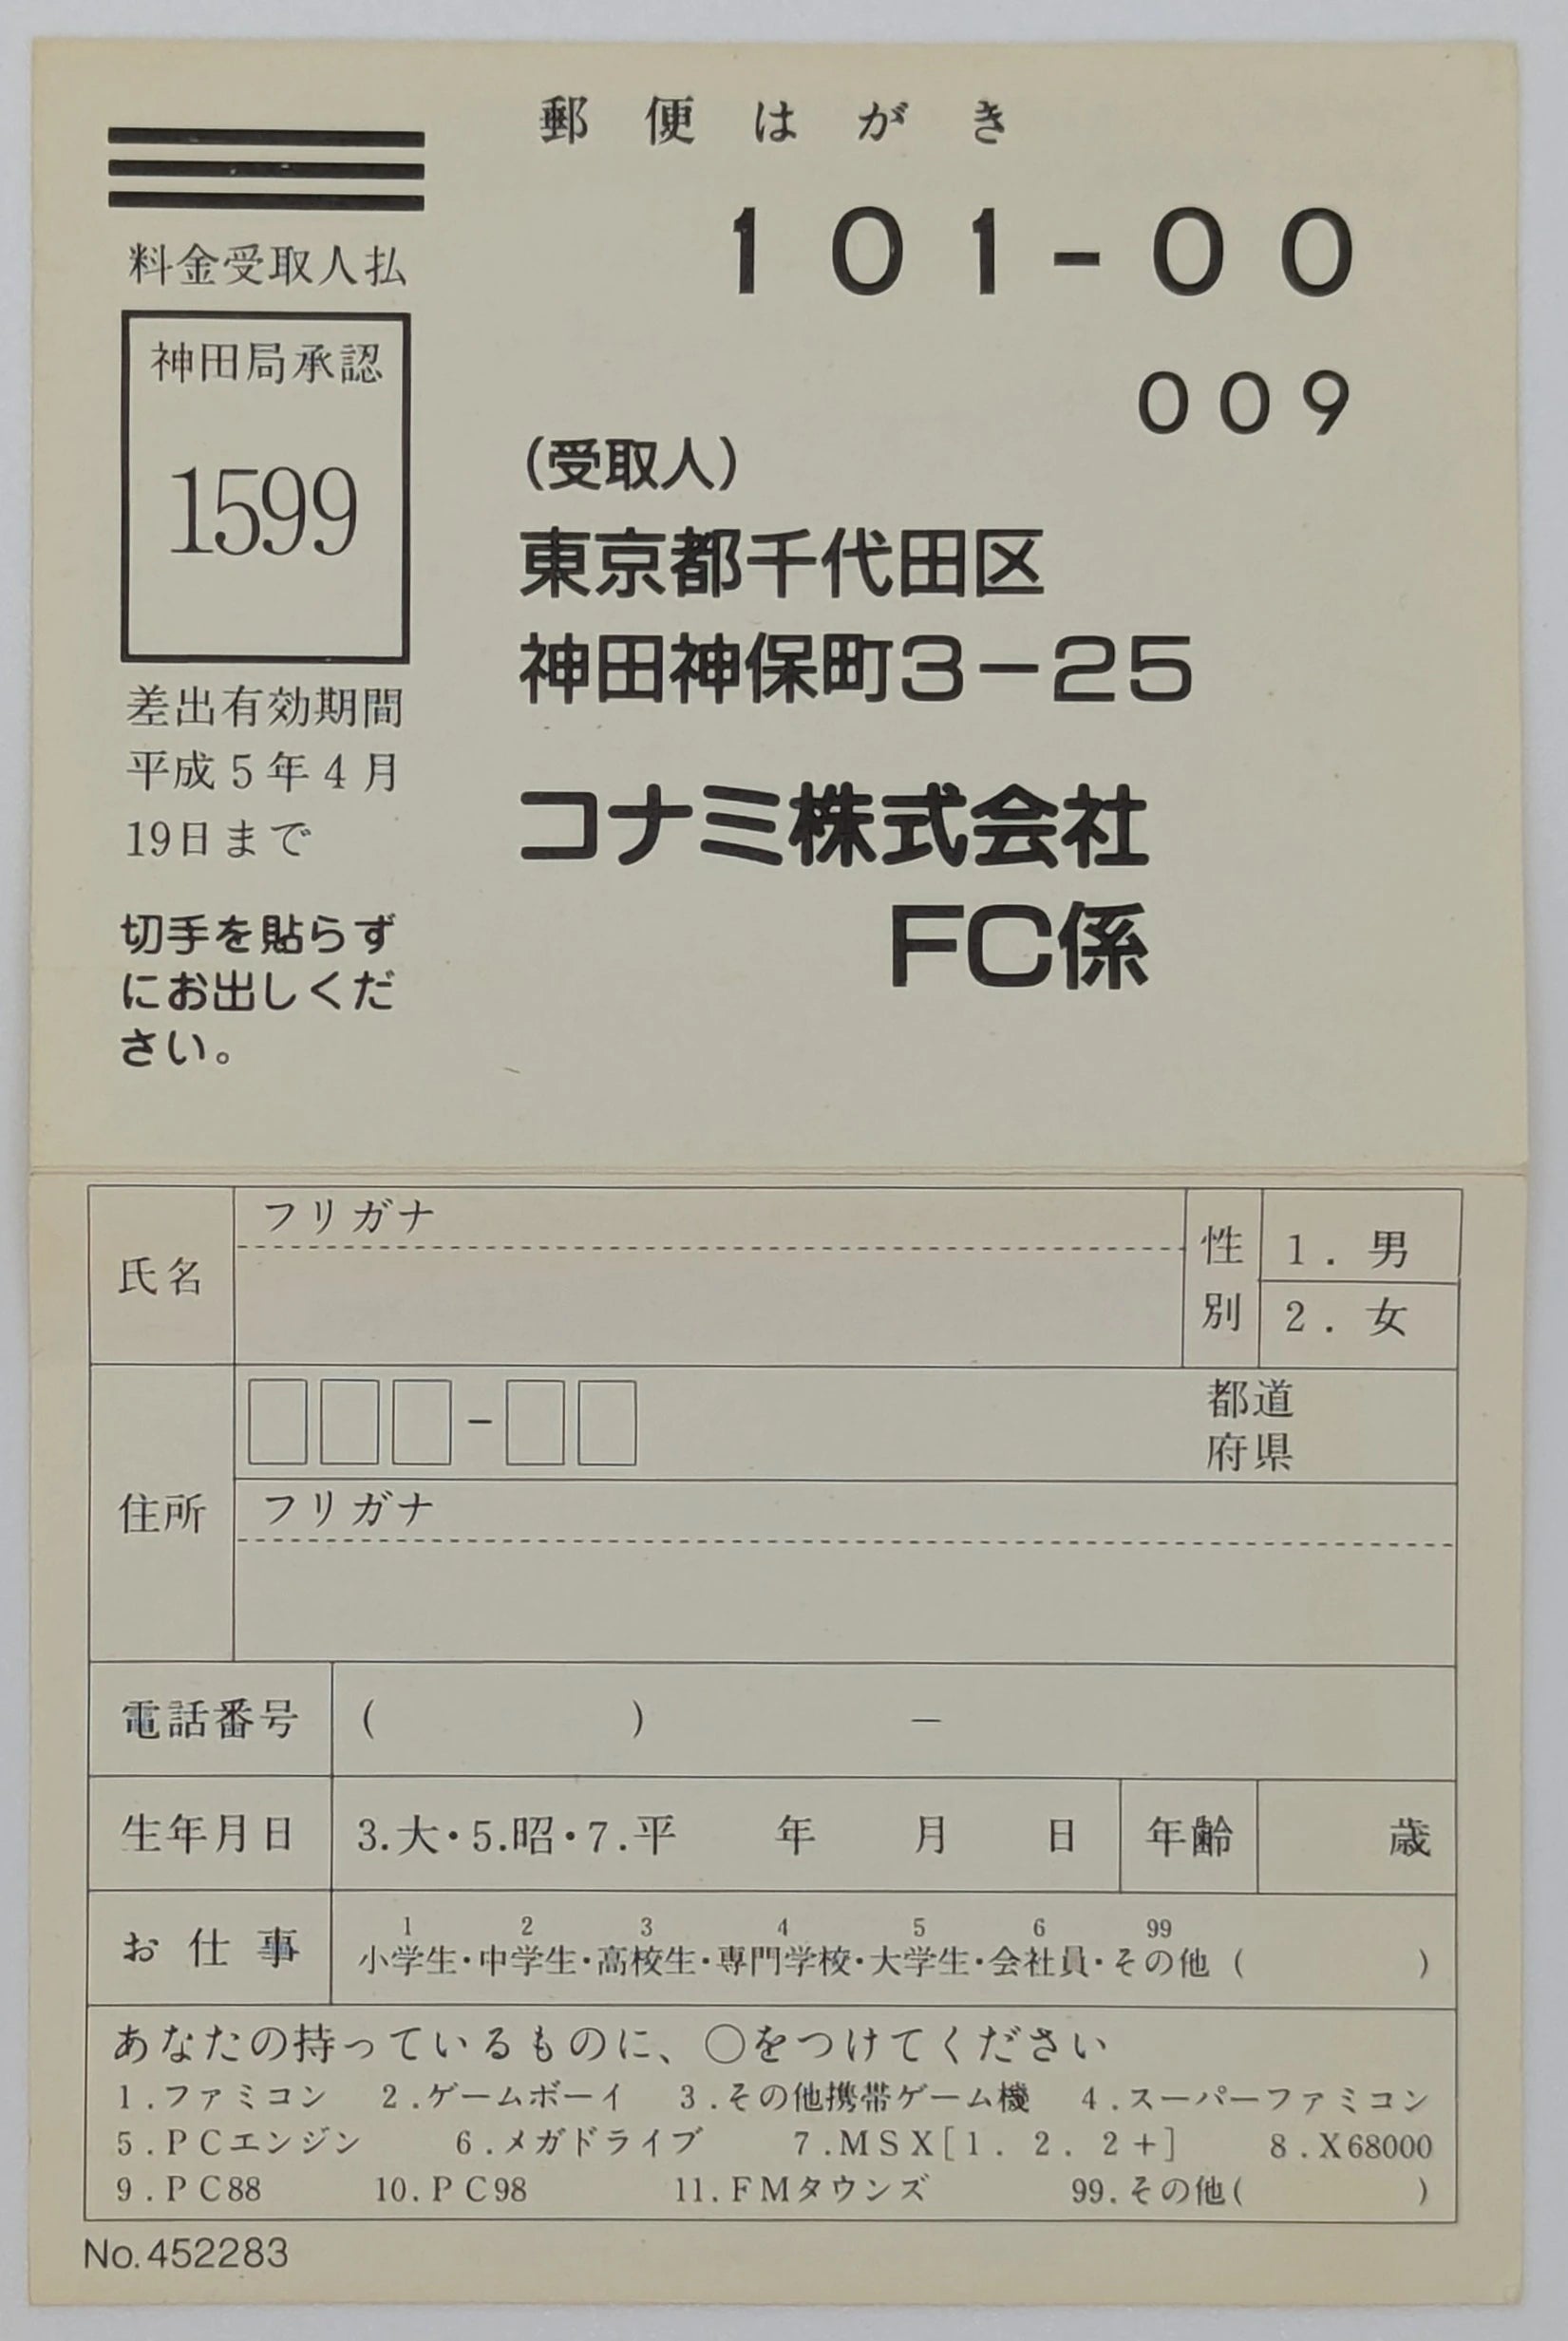 郵便はがき
料金受取人払
神田局承認
1599
差出有効期間
平成5年4月
19日まで
切手を貼らず
にお出しくだ
さい。
101-00
009
(受取人)
東京都千代田区
神田神保町3-25
コナミ株式会社
FC係
氏名
フリガナ
性別
1.男
2.女
住所
-
都道
府県
フリガナ
電話番号 ( ) —
生年月日 3.大・5.昭・7.平 年 月 日 年齢 歳
お仕事
1 2 3 4 5 6 99
小学生・中学生・高校生・専門学校・大学生・会社員・その他 ( )
あなたの持っているものに、○をつけてください
1.ファミコン 2.ゲームボーイ 3.その他携帯ゲーム機 4.スーパーファミコン
5.PCエンジン 6.メガドライブ 7.MSX[1.2.2+] 8.X68000
9.PC88 10.PC98 11.FMタウンズ 99.その他( )
No.452283